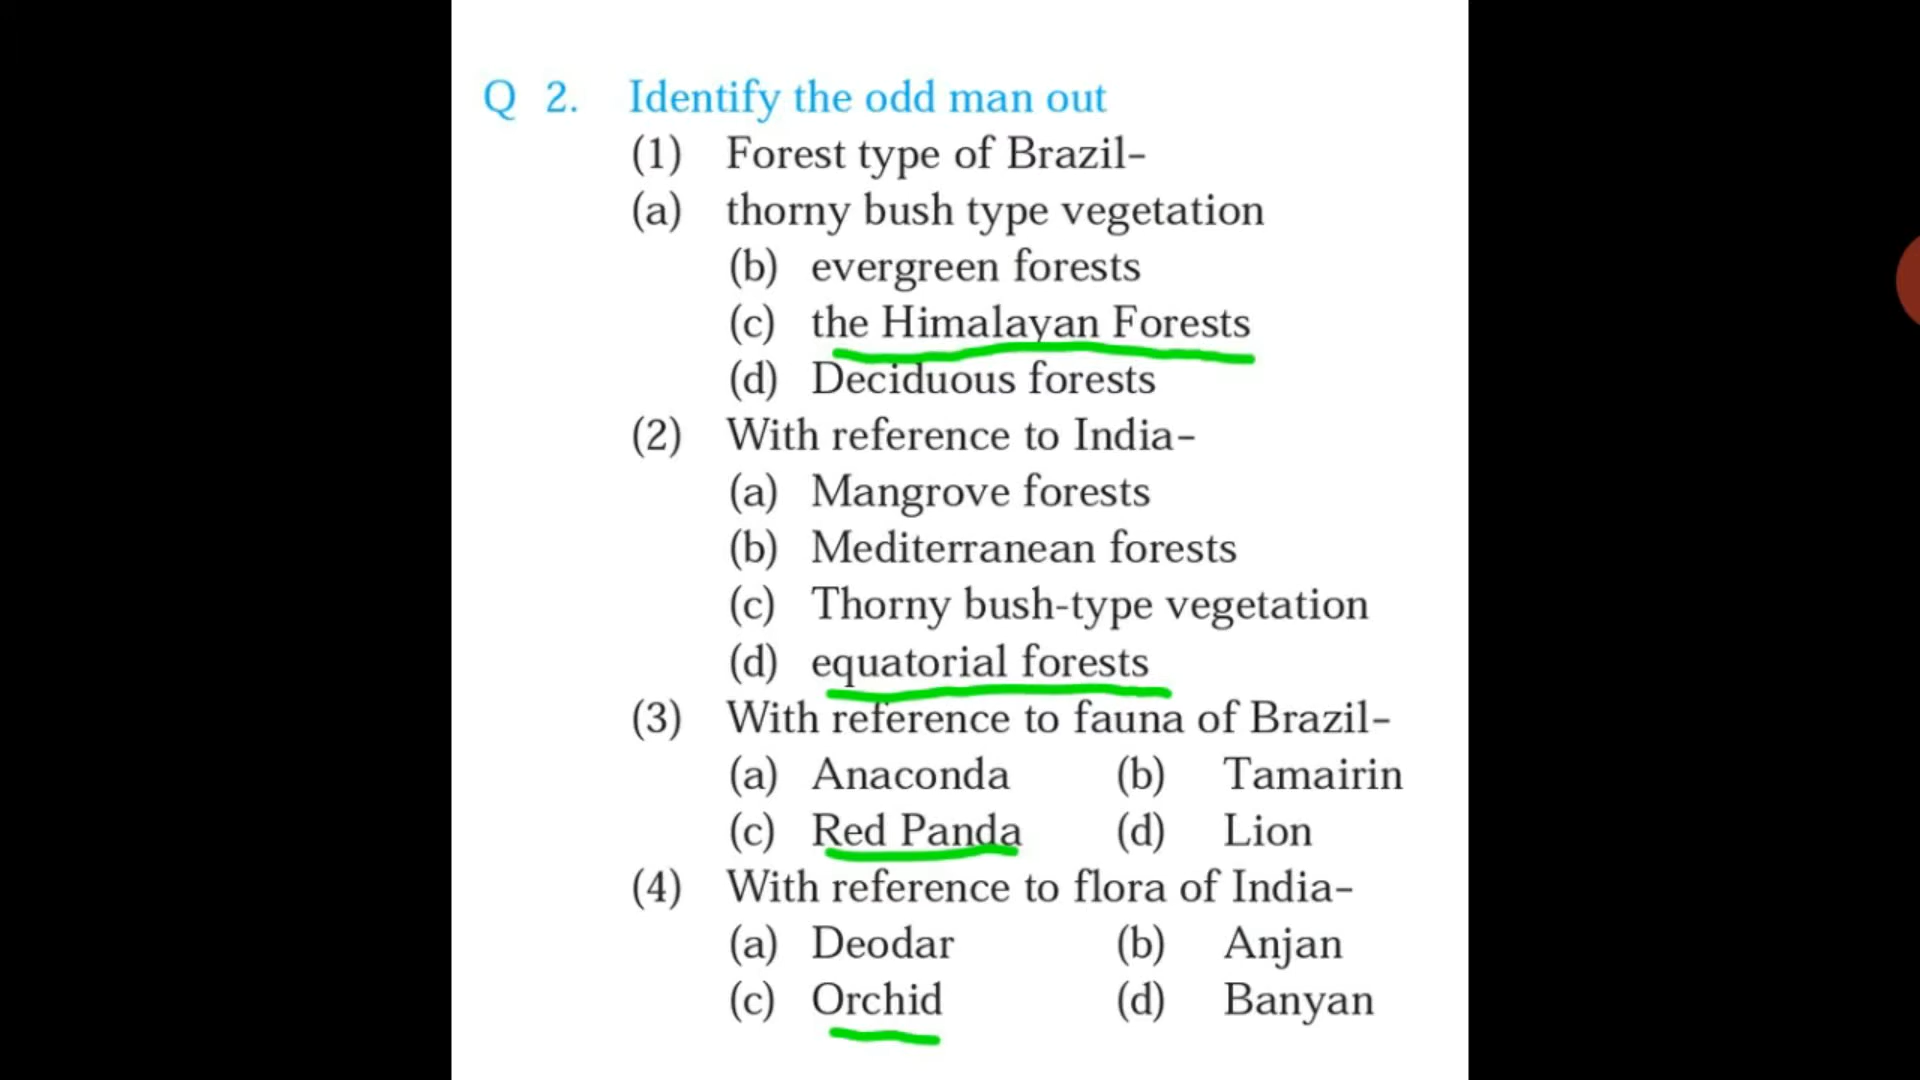 Q 2. Identify the odd man out
(1) Forest type of Brazil-
(a) thorny bush type vegetation
(b) evergreen forests
(c) the Himalayan Forests
(d) Deciduous forests
(2) With reference to India-
(a) Mangrove forests
(b) Mediterranean forests
(c) Thorny bush-type vegetation
(d) equatorial forests
(3) With reference to fauna of Brazil-
(a) Anaconda (b) Tamairin
(c) Red Panda (d) Lion
(4) With reference to flora of India-
(a) Deodar (b) Anjan
(c) Orchid (d) Banyan